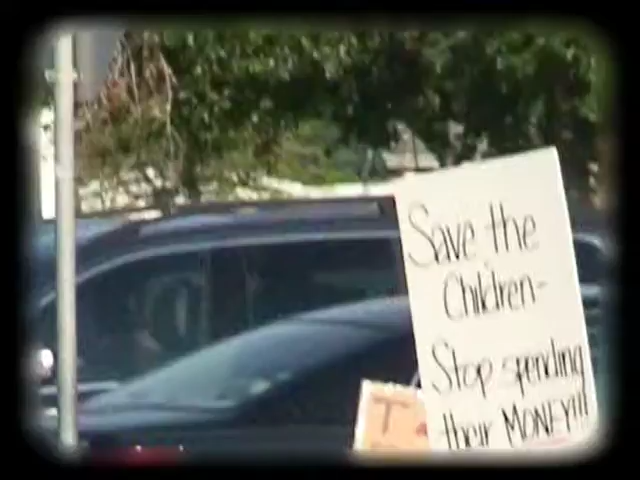 Save the
Children-
Stop spending
their MONEY!!!
T